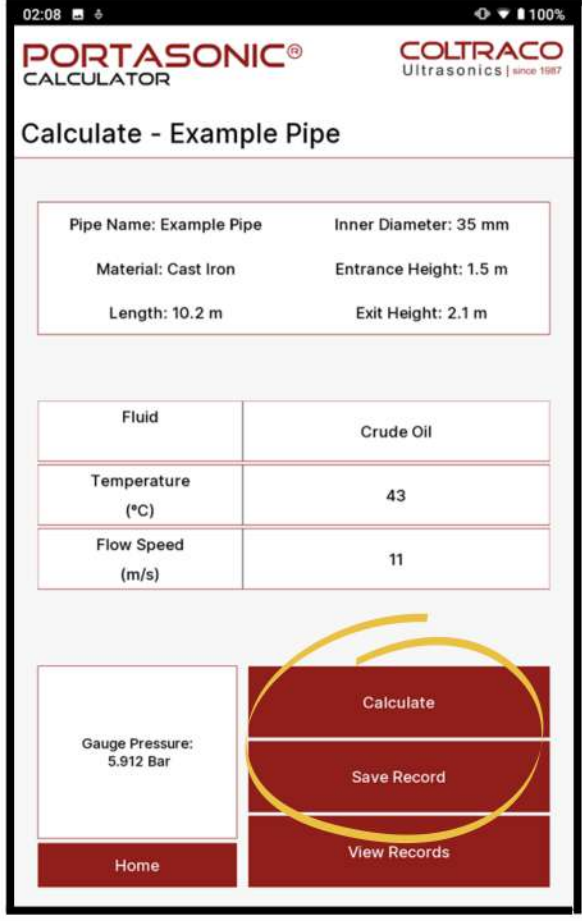 02:08 100%
PORTASONIC®
CALCULATOR
COLTRACO
Ultrasonics | since 1987
Calculate - Example Pipe
Pipe Name: Example Pipe Inner Diameter: 35 mm
Material: Cast Iron Entrance Height: 1.5 m
Length: 10.2 m Exit Height: 2.1 m
Fluid Crude Oil
Temperature
(°C) 43
Flow Speed
(m/s) 11
Calculate
Gauge Pressure:
5.912 Bar
Save Record
View Records
Home